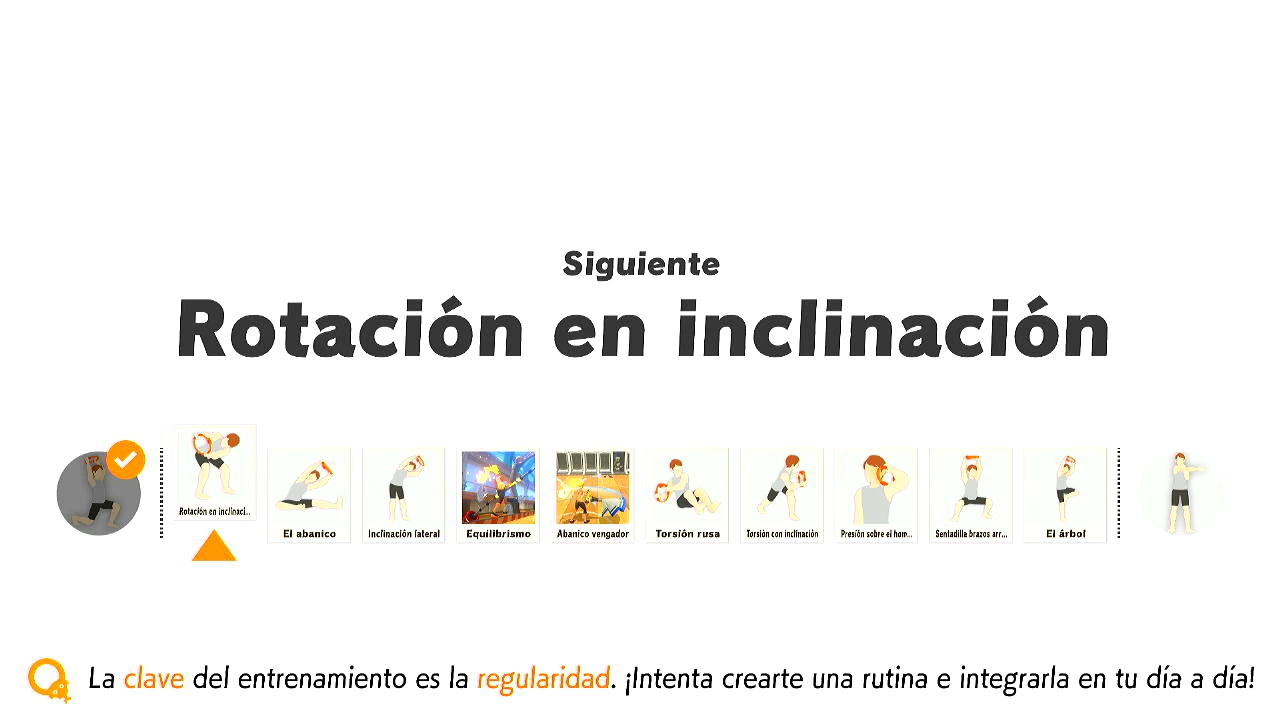 Siguiente
Rotación en inclinación
Rotación en inclinaci...
El abanico
Inclinación lateral
Equilibrismo
Abanico vengador
Torsión rusa
Torsión con inclinación
Presión sobre el hom...
Sentadilla brazos arr...
El árbol
La clave del entrenamiento es la regularidad. ¡Intenta crearte una rutina e integrarla en tu día a día!